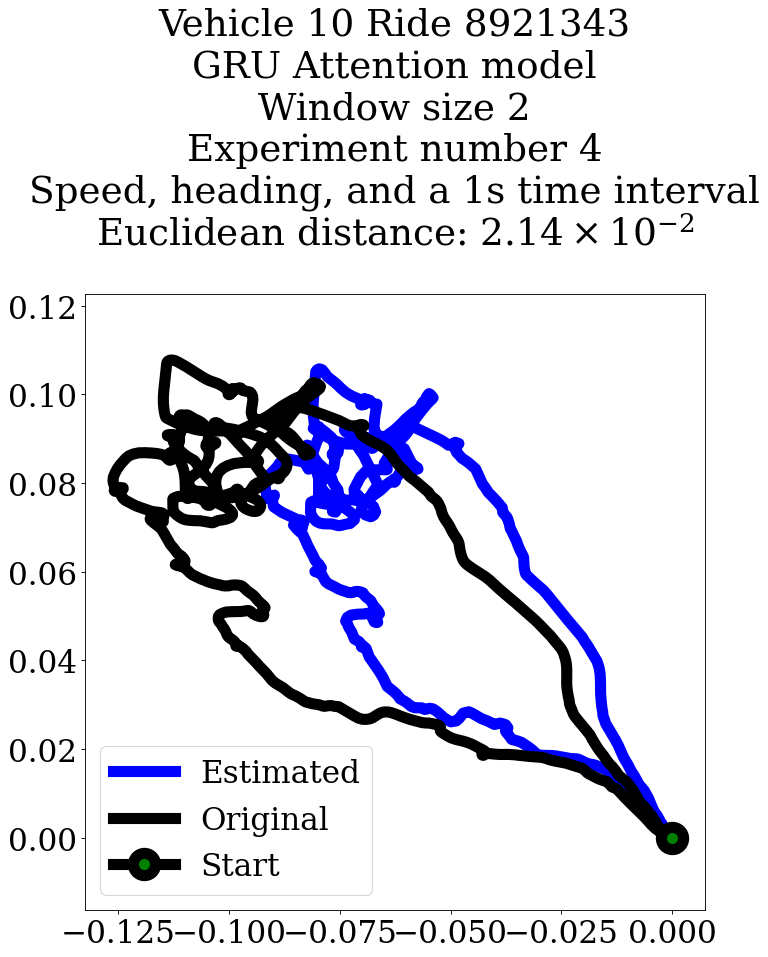 Vehicle 10 Ride 8921343
GRU Attention model
Window size 2
Experiment number 4
Speed, heading, and a 1s time interval
Euclidean distance: 2.14 × 10⁻²
0.12
0.10
0.08
0.06
0.04
0.02
0.00
Estimated
Original
Start
−0.125 −0.100 −0.075 −0.050 −0.025 0.000